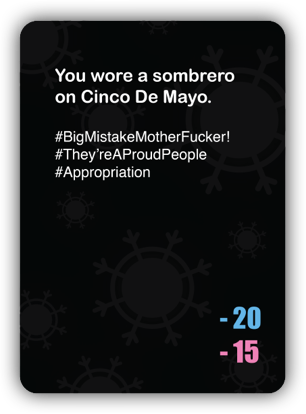 You wore a sombrero
on Cinco De Mayo.
#BigMistakeMotherFucker!
#They’reAProudPeople
#Appropriation
- 20
- 15